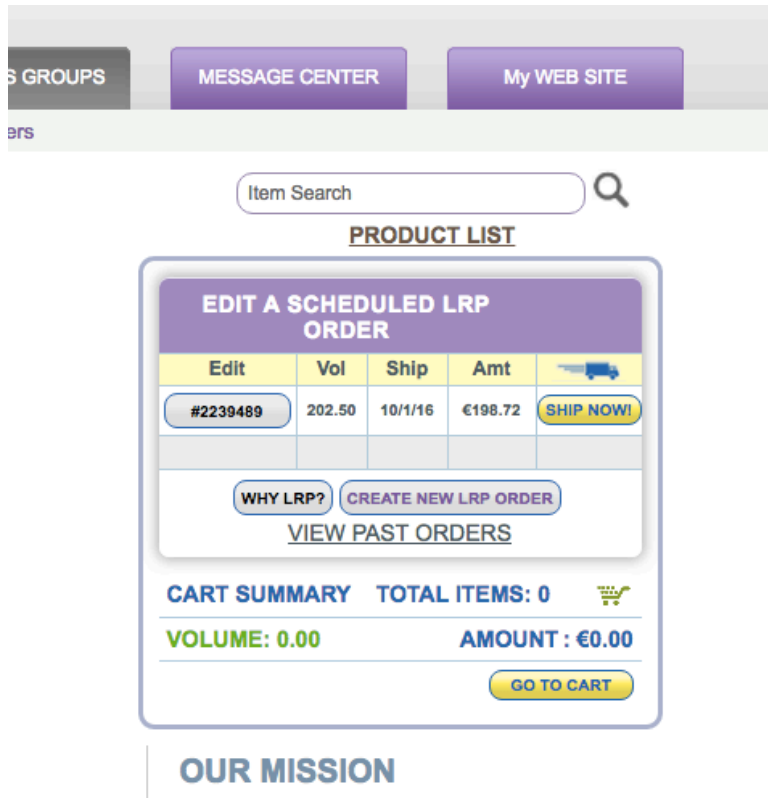 S GROUPS MESSAGE CENTER My WEB SITE
ers
Item Search
PRODUCT LIST
EDIT A SCHEDULED LRP
ORDER
Edit Vol Ship Amt
#2239489 202.50 10/1/16 €198.72 SHIP NOW!
WHY LRP? CREATE NEW LRP ORDER
VIEW PAST ORDERS
CART SUMMARY TOTAL ITEMS: 0
VOLUME: 0.00 AMOUNT : €0.00
GO TO CART
OUR MISSION